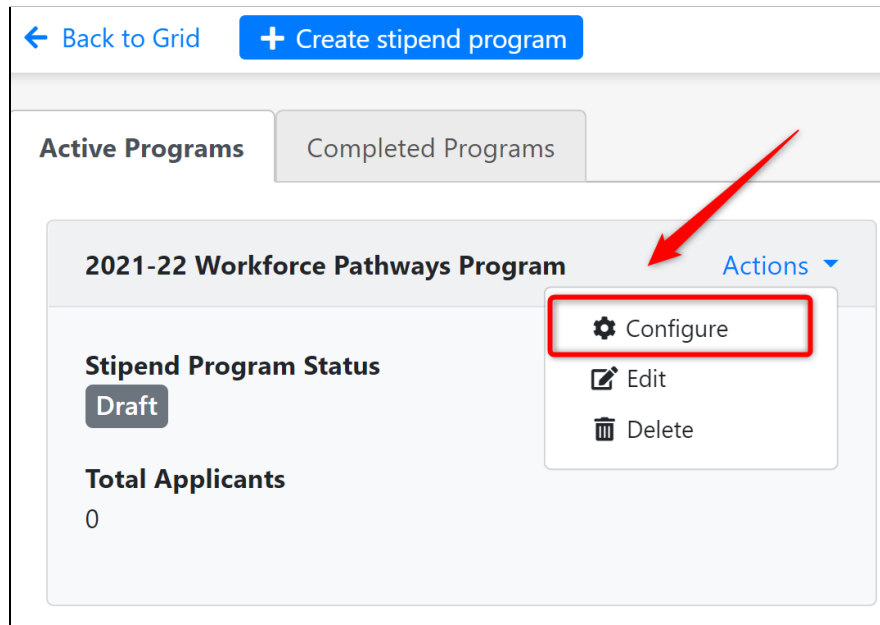 Back to Grid
Create stipend program
Active Programs
Completed Programs
2021-22 Workforce Pathways Program
Actions
Configure
Edit
Delete
Stipend Program Status
Draft
Total Applicants
0